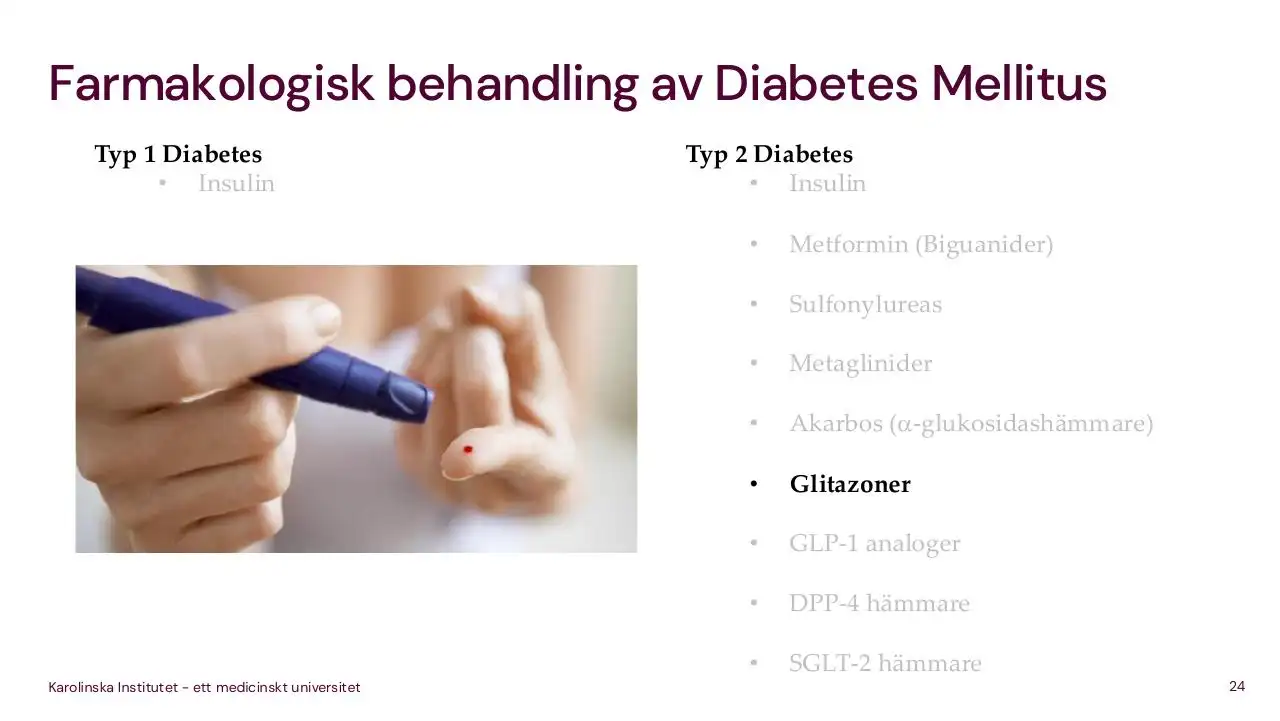 Farmakologisk behandling av Diabetes Mellitus
Typ 1 Diabetes
• Insulin
Typ 2 Diabetes
• Insulin
• Metformin (Biguanider)
• Sulfonylureas
• Metaglinider
• Akarbos (α-glukosidashämmare)
• Glitazoner
• GLP-1 analoger
• DPP-4 hämmare
• SGLT-2 hämmare
Karolinska Institutet - ett medicinskt universitet
24